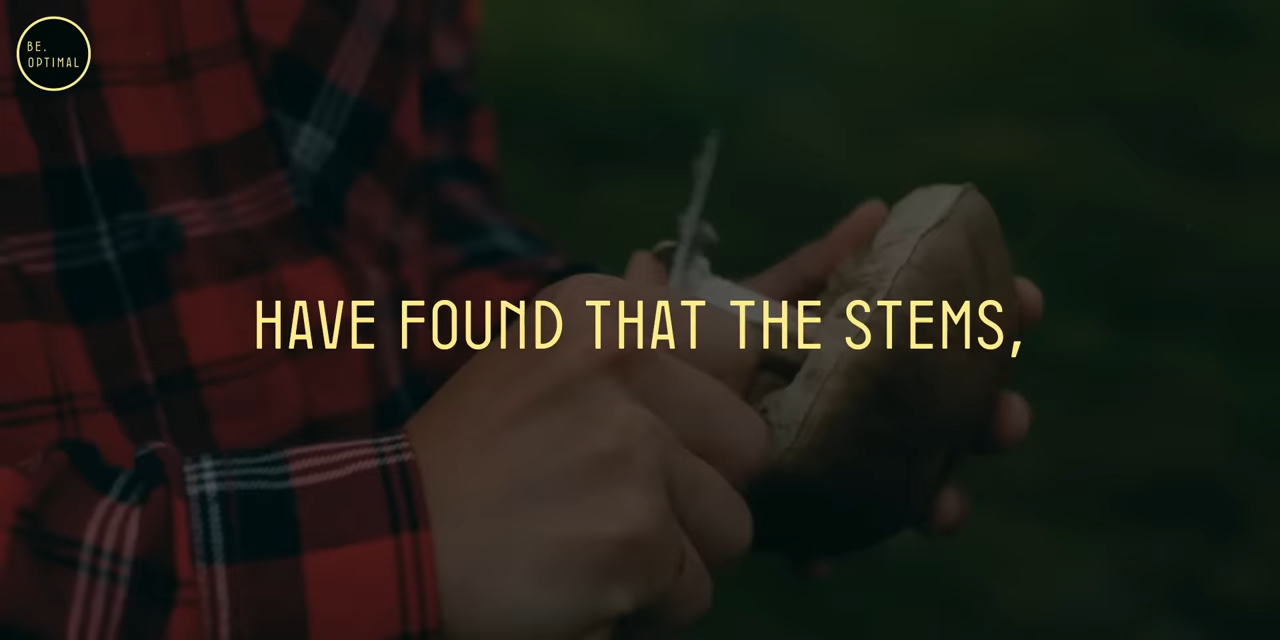 BE.
OPTIMAL
HAVE FOUND THAT THE STEMS,